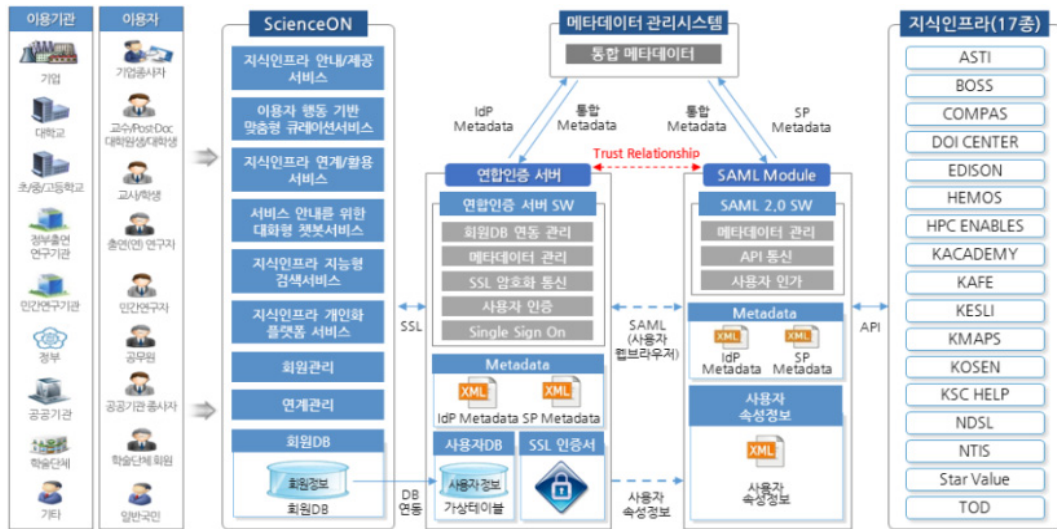 이용기관
기업
대학교
초/중/고등학교
정부출연
연구기관
민간연구기관
정부
공공기관
학술단체
기타
이용자
기업종사자
교수/Post-Doc
대학원생/대학생
교사/학생
출연(연) 연구자
민간연구자
공무원
공공기관 종사자
학술단체 회원
일반국민
ScienceON
지식인프라 안내/제공
서비스
이용자 행동 기반
맞춤형 큐레이션서비스
지식인프라 연계/활용
서비스
서비스 안내를 위한
대화형 챗봇서비스
지식인프라 지능형
검색서비스
지식인프라 개인화
플랫폼 서비스
회원관리
연계관리
회원DB
회원정보
회원DB
SSL
DB
연동
메타데이터 관리시스템
통합 메타데이터
IdP
Metadata
통합
Metadata
통합
Metadata
SP
Metadata
Trust Relationship
연합인증 서버
연합인증 서버 SW
회원DB 연동 관리
메타데이터 관리
SSL 암호화 통신
사용자 인증
Single Sign On
Metadata
XML
XML
IdP Metadata
SP Metadata
사용자DB
사용자 정보
가상테이블
SSL 인증서
SAML
(사용자
웹브라우저)
사용자
속성정보
SAML Module
SAML 2.0 SW
메타데이터 관리
API 통신
사용자 인가
Metadata
XML
XML
IdP
Metadata
SP
Metadata
사용자
속성정보
XML
사용자
속성정보
API
지식인프라(17종)
ASTI
BOSS
COMPAS
DOI CENTER
EDISON
HEMOS
HPC ENABLES
KACADEMY
KAFE
KESLI
KMAPS
KOSEN
KSC HELP
NDSL
NTIS
Star Value
TOD